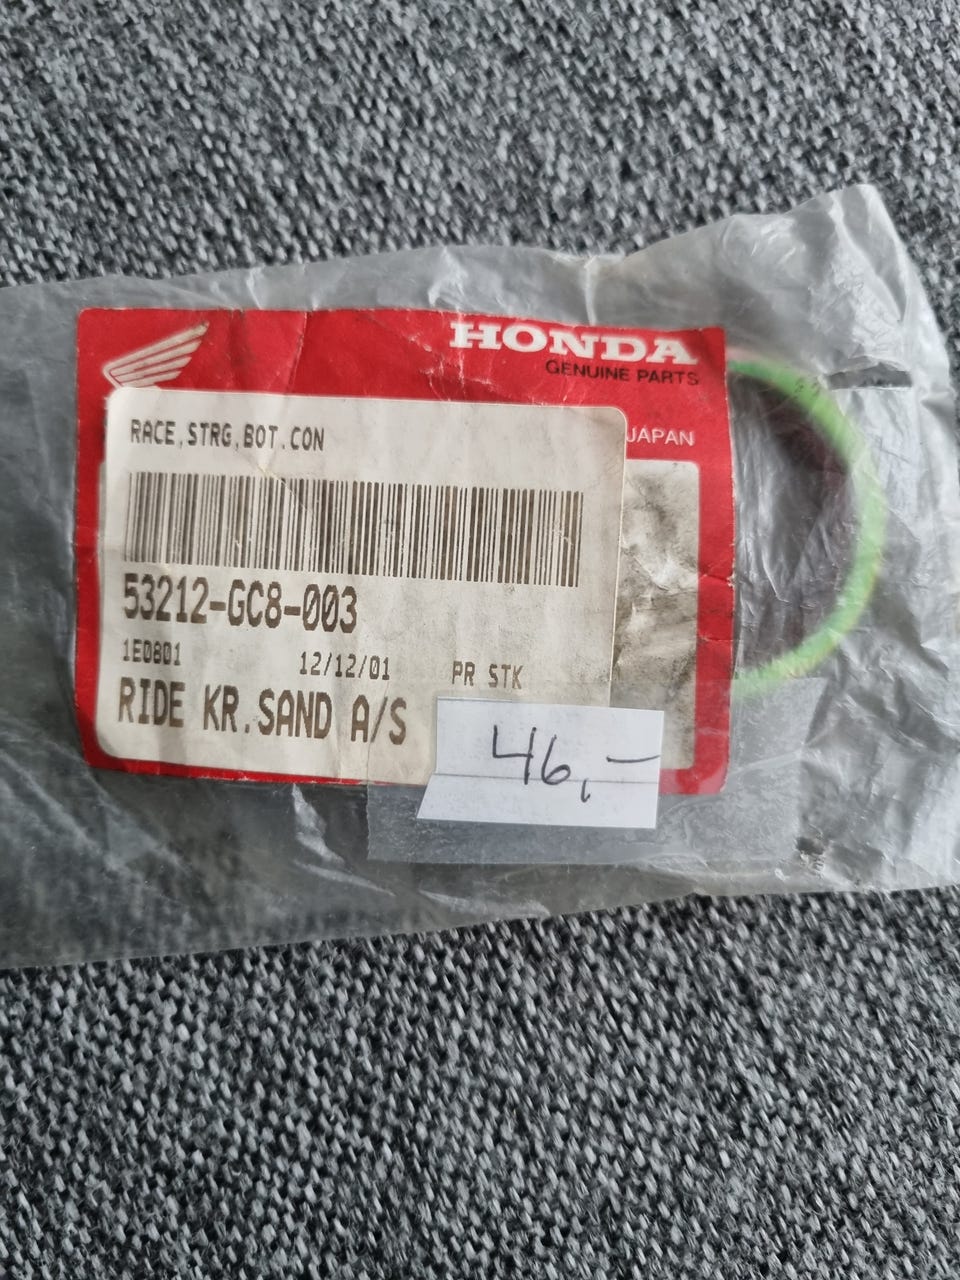 HONDA
GENUINE PARTS
JAPAN
RACE,STRG,BOT.CON
53212-GC8-003
1E0801 12/12/01 PR STK
RIDE KR.SAND A/S
46,-